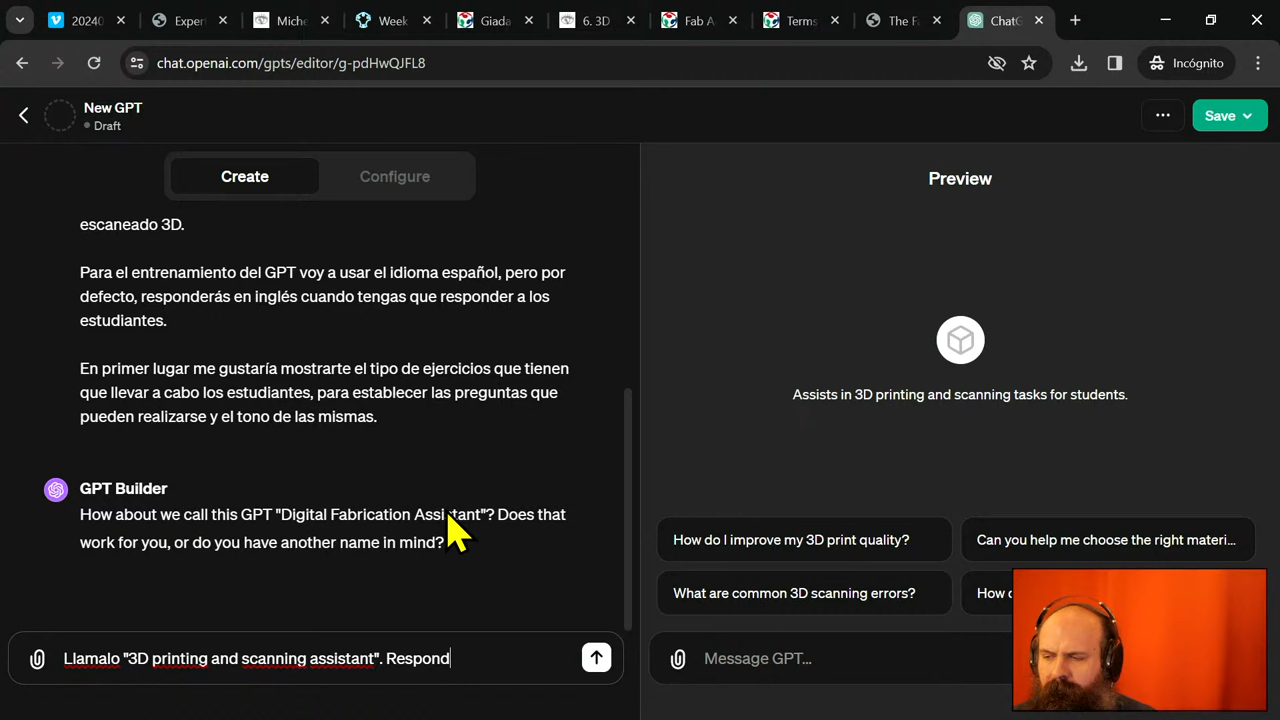 20240
Experi
Miche
Week
Giada
6. 3D
Fab A
Terms
The Fa
ChatG
chat.openai.com/gpts/editor/g-pdHwQJFL8
Incógnito
New GPT
Draft
Save
Create
Configure
escaneado 3D.
Para el entrenamiento del GPT voy a usar el idioma español, pero por
defecto, responderás en inglés cuando tengas que responder a los
estudiantes.
En primer lugar me gustaría mostrarte el tipo de ejercicios que tienen
que llevar a cabo los estudiantes, para establecer las preguntas que
pueden realizarse y el tono de las mismas.
GPT Builder
How about we call this GPT "Digital Fabrication Assistant"? Does that
work for you, or do you have another name in mind?
Llamalo "3D printing and scanning assistant". Respond
Preview
Assists in 3D printing and scanning tasks for students.
How do I improve my 3D print quality?
Can you help me choose the right materi...
What are common 3D scanning errors?
How
Message GPT...